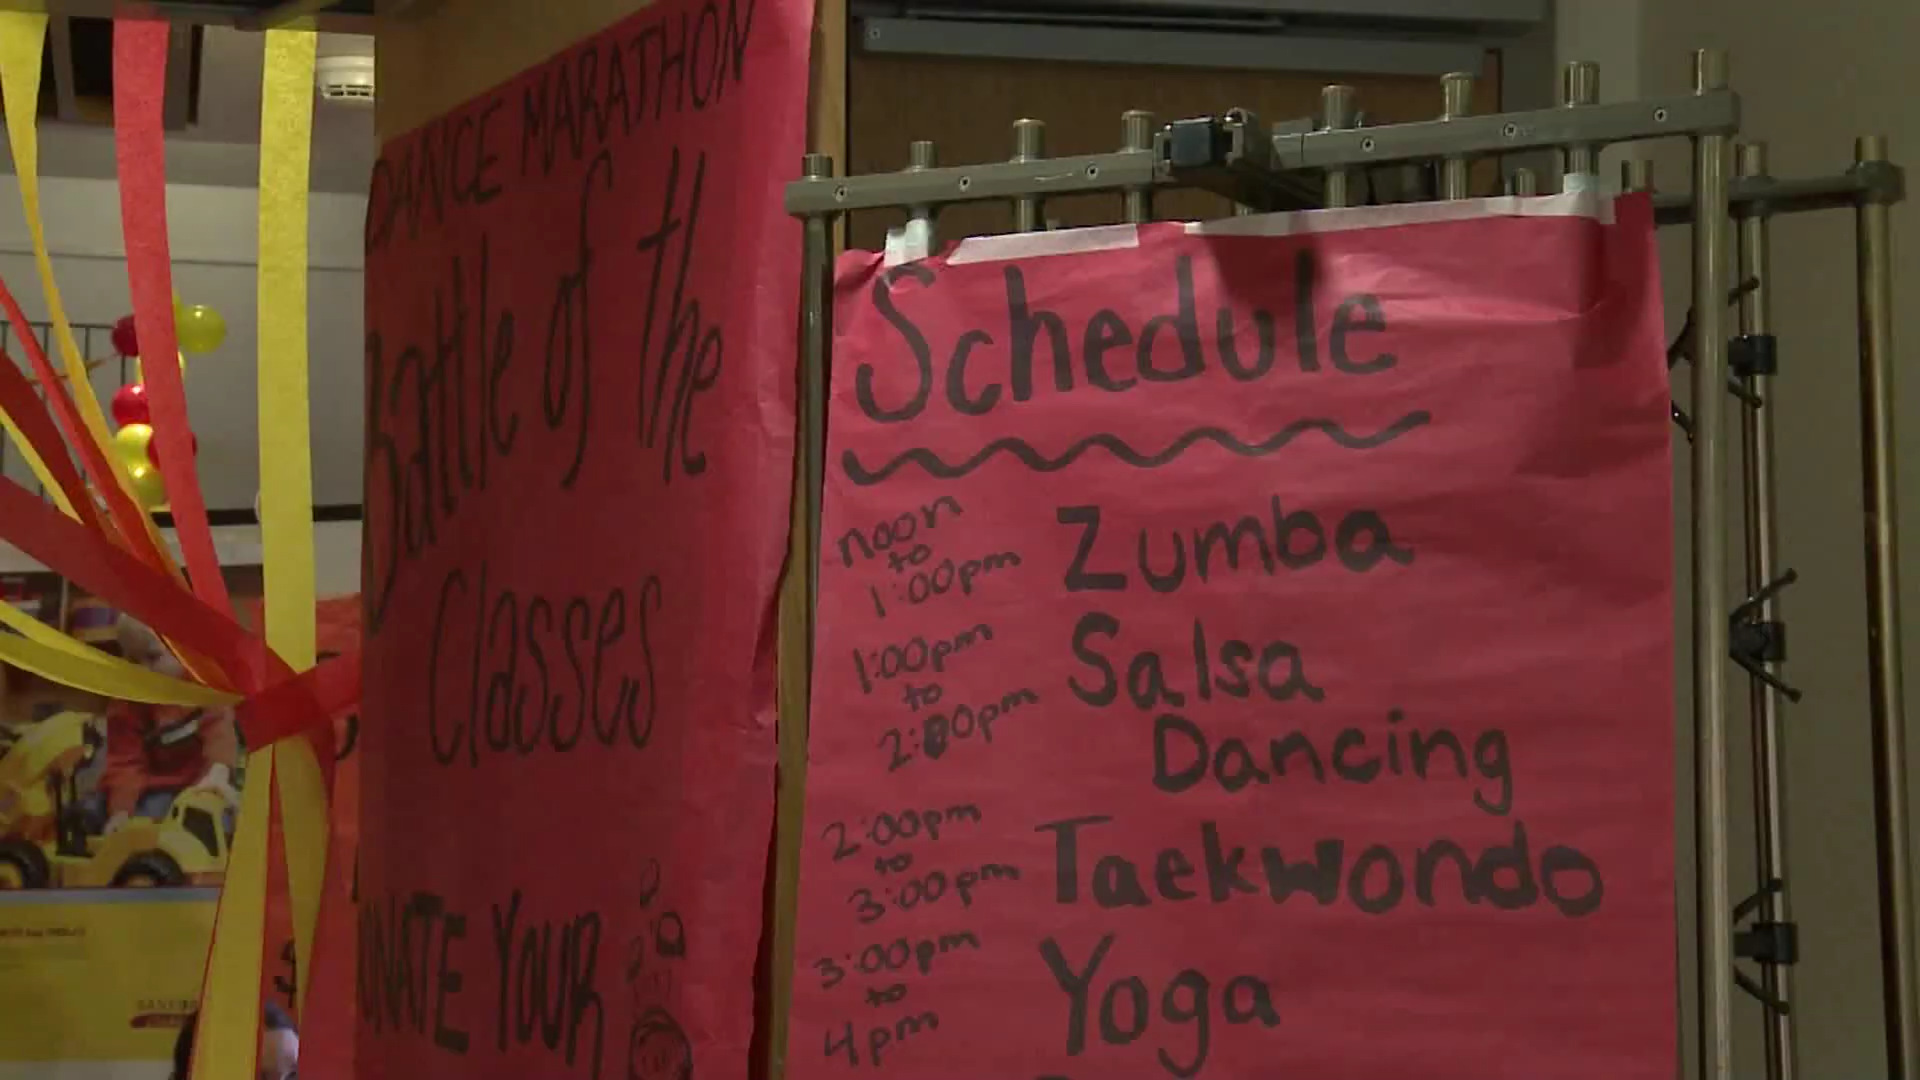 DANCE MARATHON
Battle of the
Classes
DONATE YOUR
Schedule
noon
to
1:00pm
Zumba
1:00pm
to
2:00pm
Salsa
Dancing
2:00pm
to
3:00pm
Taekwondo
3:00pm
to
4pm
Yoga